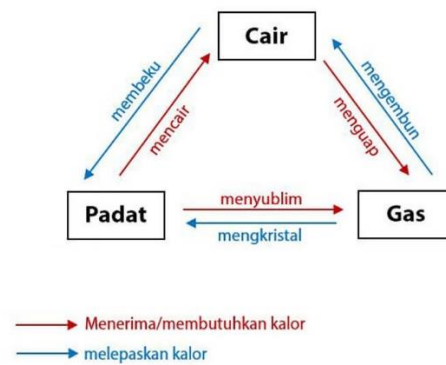 Cair
membeku
mencair
menguap
mengembun
Padat
menyublim
mengkristal
Gas
Menerima/membutuhkan kalor
melepaskan kalor